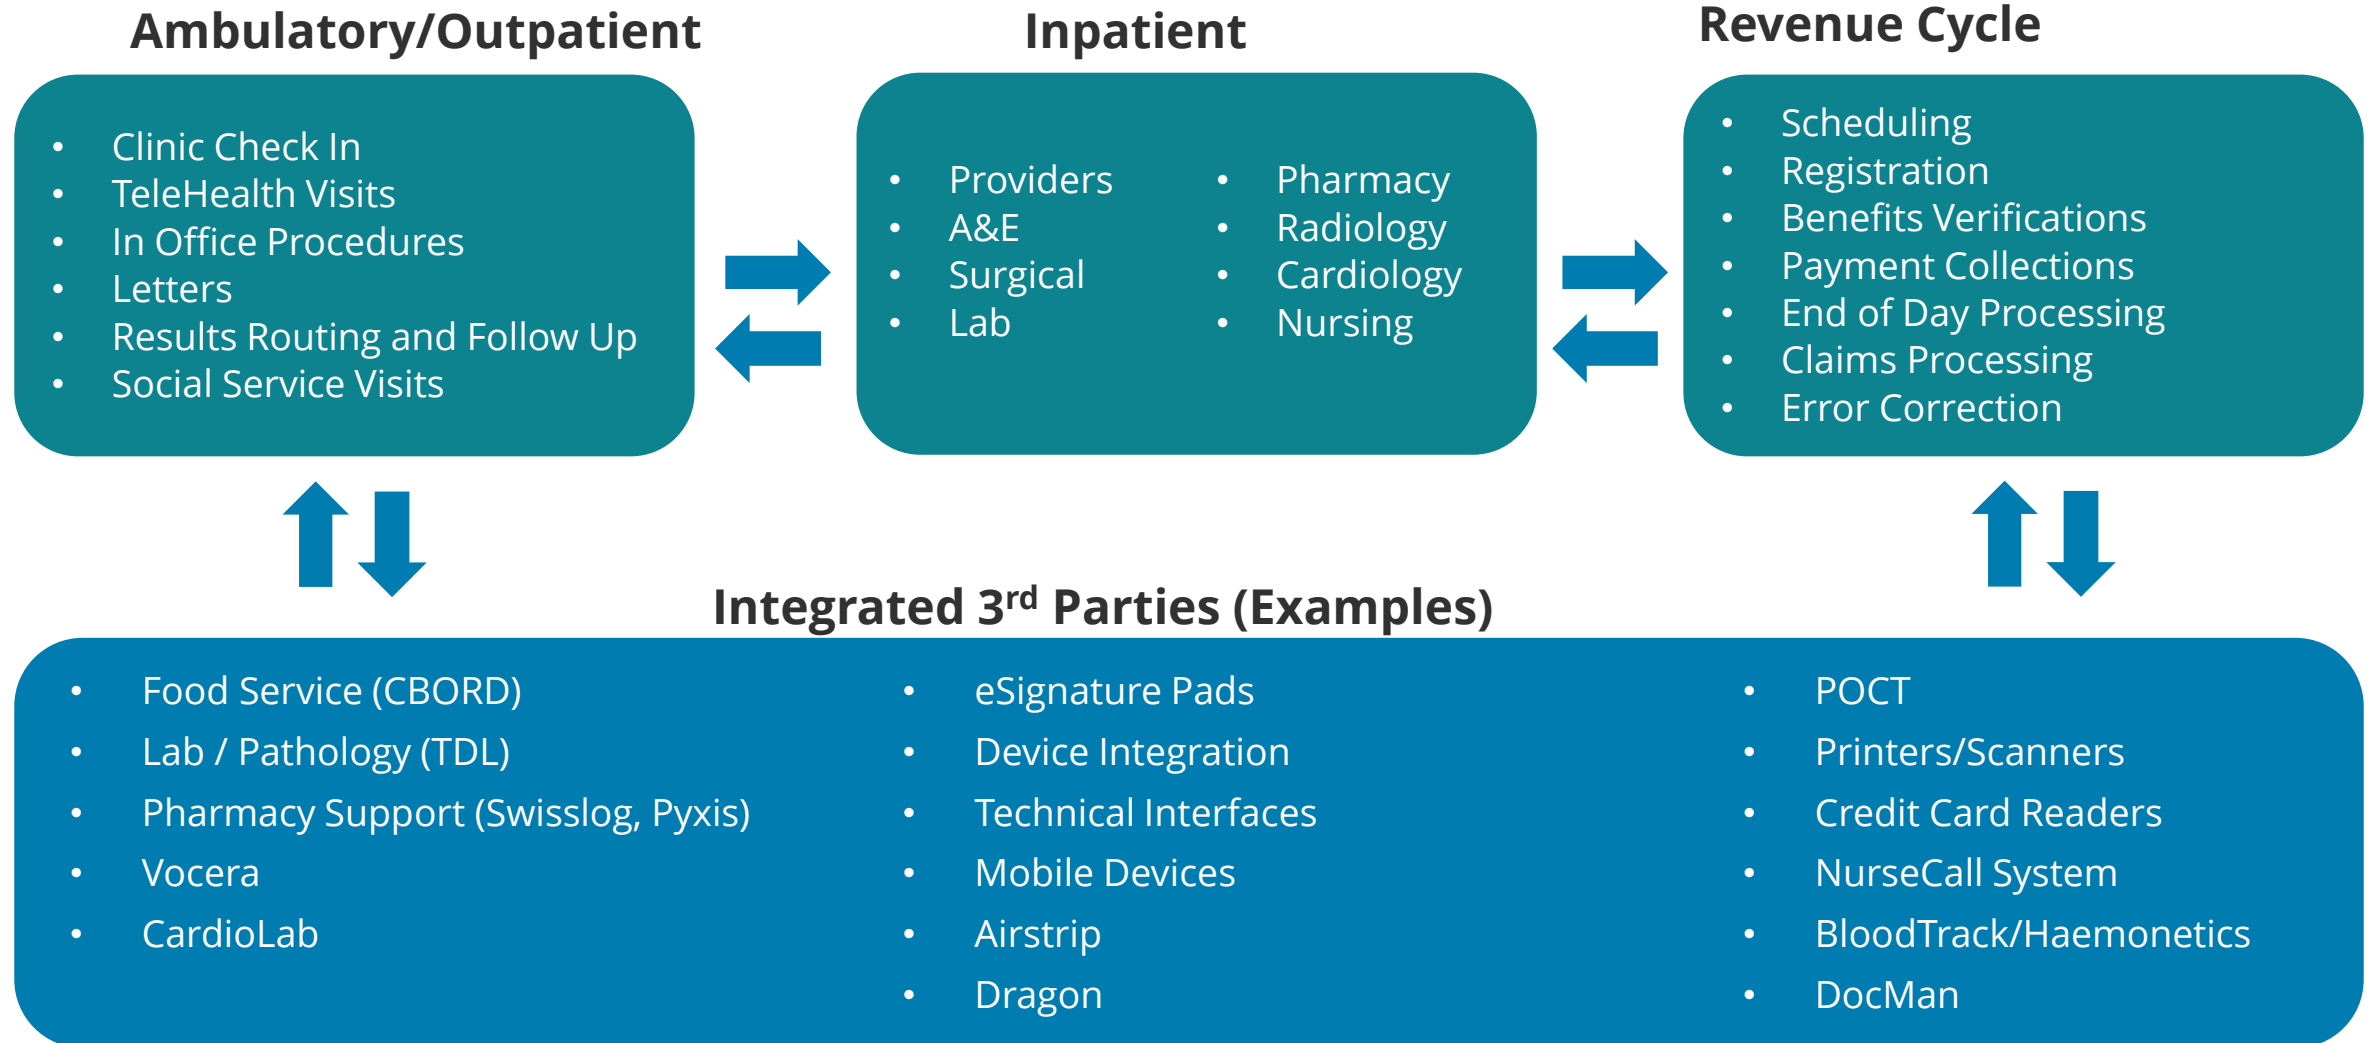 Ambulatory/Outpatient
• Clinic Check In
• TeleHealth Visits
• In Office Procedures
• Letters
• Results Routing and Follow Up
• Social Service Visits
Inpatient
• Providers
• A&E
• Surgical
• Lab
• Pharmacy
• Radiology
• Cardiology
• Nursing
Revenue Cycle
• Scheduling
• Registration
• Benefits Verifications
• Payment Collections
• End of Day Processing
• Claims Processing
• Error Correction
Integrated 3rd Parties (Examples)
• Food Service (CBORD)
• Lab / Pathology (TDL)
• Pharmacy Support (Swisslog, Pyxis)
• Vocera
• CardioLab
• eSignature Pads
• Device Integration
• Technical Interfaces
• Mobile Devices
• Airstrip
• Dragon
• POCT
• Printers/Scanners
• Credit Card Readers
• NurseCall System
• BloodTrack/Haemonetics
• DocMan